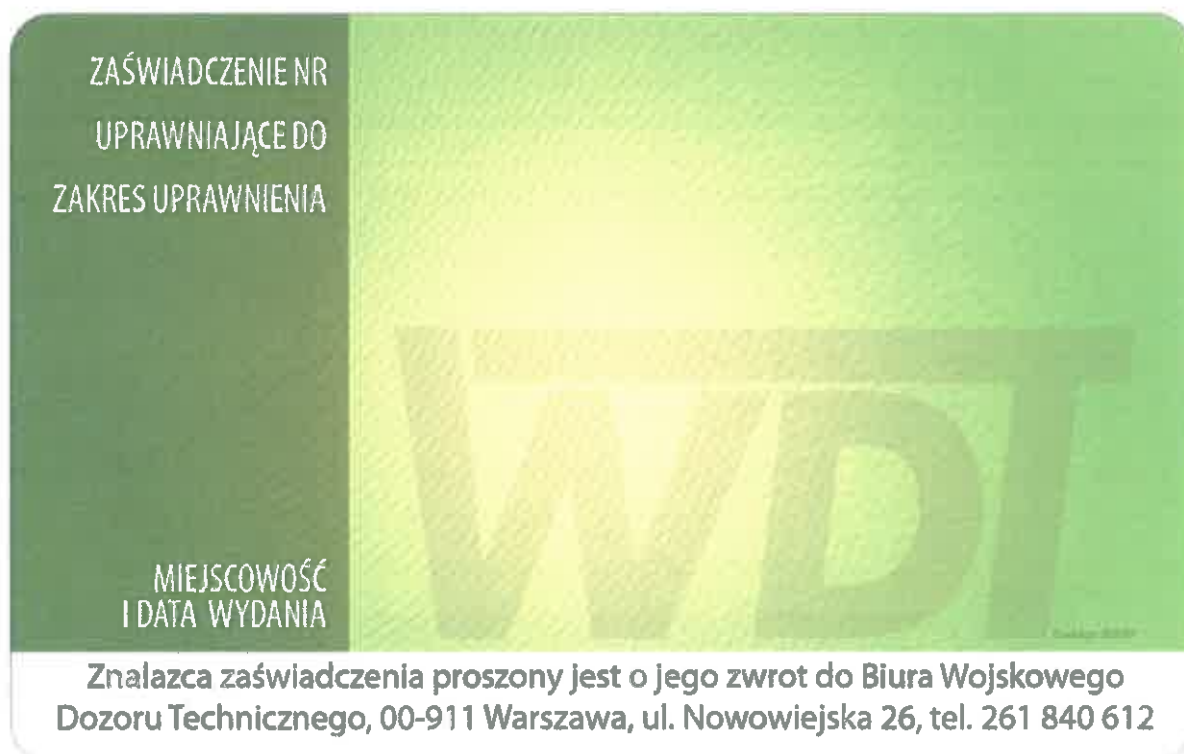 ZAŚWIADCZENIE NR
UPRAWNIAJĄCE DO
ZAKRES UPRAWNIENIA
WDT
MIEJSCOWOŚĆ
I DATA WYDANIA
Znalazca zaświadczenia proszony jest o jego zwrot do Biura Wojskowego
Dozoru Technicznego, 00-911 Warszawa, ul. Nowowiejska 26, tel. 261 840 612